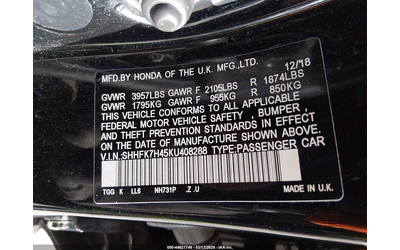 MFD.BY HONDA OF THE U.K. MFG.,LTD. 12/18
GVWR 3957LBS GAWR F 2105LBS R 1874LBS
GVWR 1795KG GAWR F 955KG R 850KG
THIS VEHICLE CONFORMS TO ALL APPLICABLE
FEDERAL MOTOR VEHICLE SAFETY, BUMPER,
AND THEFT PREVENTION STANDARDS IN EFFECT
ON THE DATE OF MANUFACTURE SHOWN ABOVE.
V.I.N.:SHHFK7H45KU408288 TYPE:PASSENGER CAR
TGG K LL6 NH731P .Z .U MADE IN U.K.